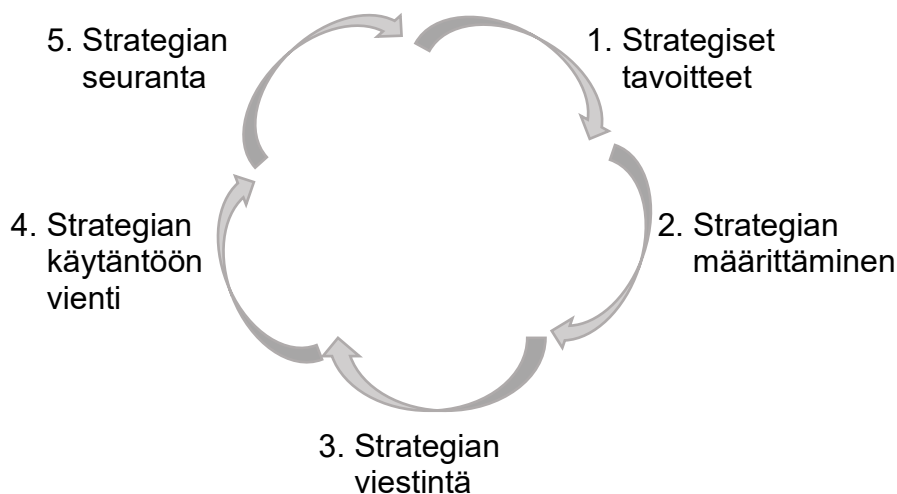 1. Strategiset
tavoitteet
2. Strategian
määrittäminen
3. Strategian
viestintä
4. Strategian
käytäntöön
vienti
5. Strategian
seuranta